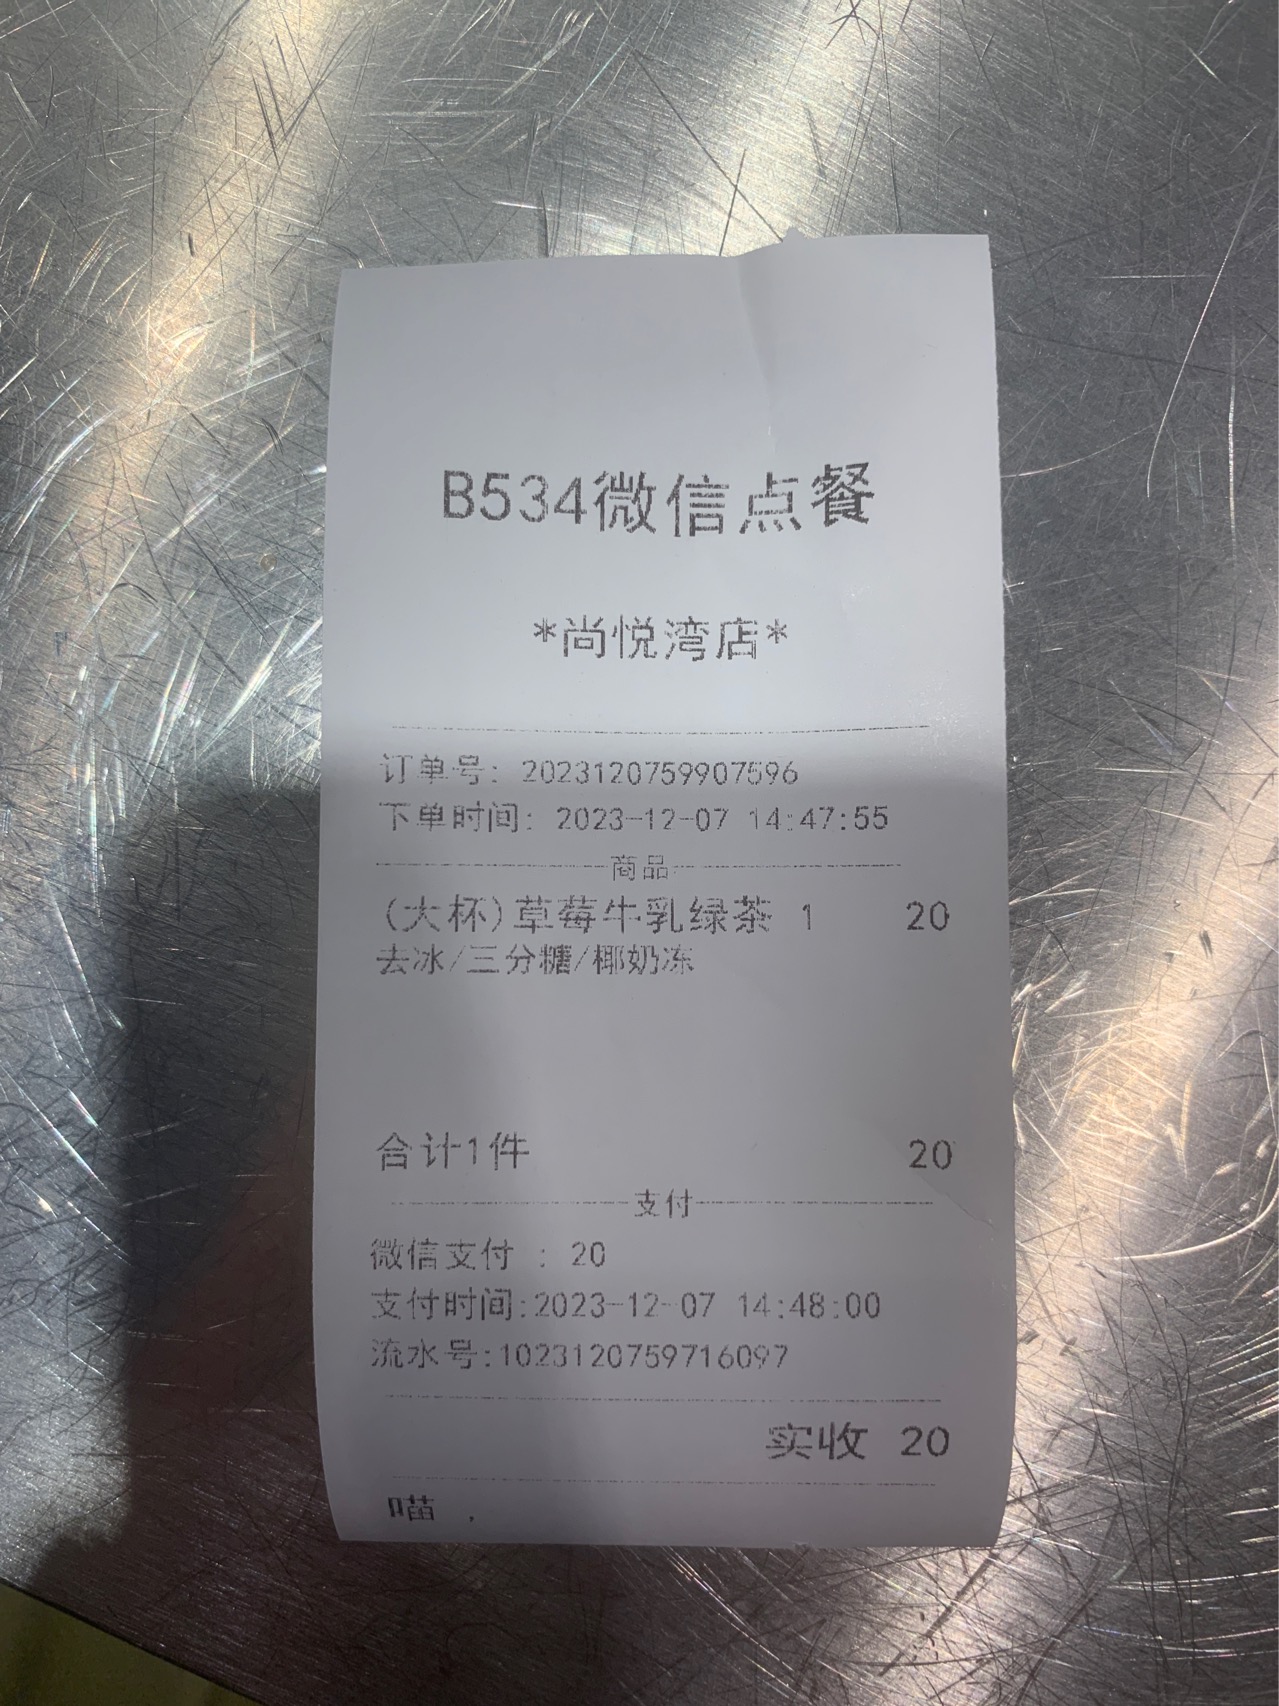 B534微信点餐
*尚悦湾店*
订单号: 2023120759907596
下单时间: 2023-12-07 14:47:55
商品
(大杯)草莓牛乳绿茶 1 20
去冰/三分糖/椰奶冻
合计1件 20
支付
微信支付 : 20
支付时间:2023-12-07 14:48:00
流水号:1023120759716097
实收 20
喵 ,